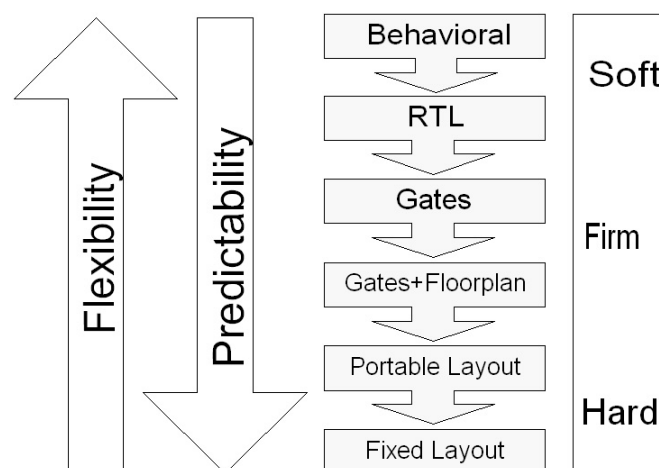 Flexibility
Predictability
Behavioral
RTL
Gates
Gates+Floorplan
Portable Layout
Fixed Layout
Soft
Firm
Hard